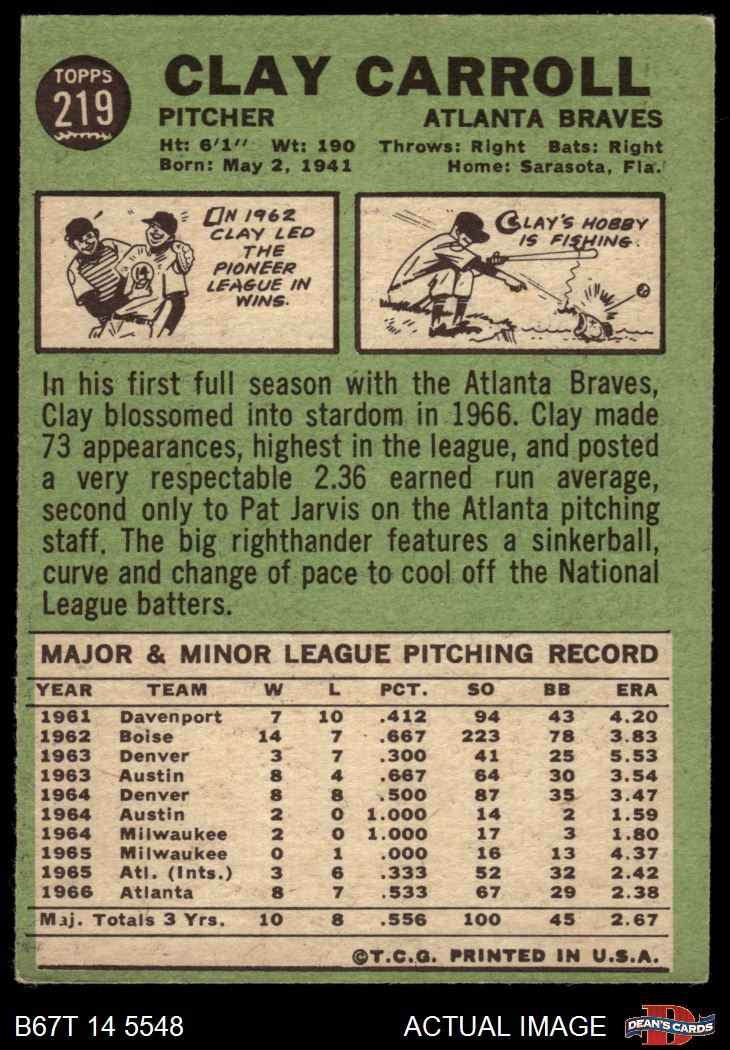 TOPPS
219
CLAY CARROLL
PITCHER ATLANTA BRAVES
Ht: 6'1" Wt: 190 Throws: Right Bats: Right
Born: May 2, 1941 Home: Sarasota, Fla.
IN 1962
CLAY LED
THE
PIONEER
LEAGUE IN
WINS.
CLAY'S HOBBY
IS FISHING.
In his first full season with the Atlanta Braves,
Clay blossomed into stardom in 1966. Clay made
73 appearances, highest in the league, and posted
a very respectable 2.36 earned run average,
second only to Pat Jarvis on the Atlanta pitching
staff. The big righthander features a sinkerball,
curve and change of pace to cool off the National
League batters.
MAJOR & MINOR LEAGUE PITCHING RECORD
YEAR TEAM W L PCT. SO BB ERA
1961 Davenport 7 10 .412 94 43 4.20
1962 Boise 14 7 .667 223 78 3.83
1963 Denver 3 7 .300 41 25 5.53
1963 Austin 8 4 .667 64 30 3.54
1964 Denver 8 8 .500 87 35 3.47
1964 Austin 2 0 1.000 14 2 1.59
1964 Milwaukee 2 0 1.000 17 3 1.80
1965 Milwaukee 0 1 .000 16 13 4.37
1965 Atl. (Ints.) 3 6 .333 52 32 2.42
1966 Atlanta 8 7 .533 67 29 2.38
Maj. Totals 3 Yrs. 10 8 .556 100 45 2.67
©T.C.G. PRINTED IN U.S.A.
B67T 14 5548 ACTUAL IMAGE
D
DEAN'S CARDS